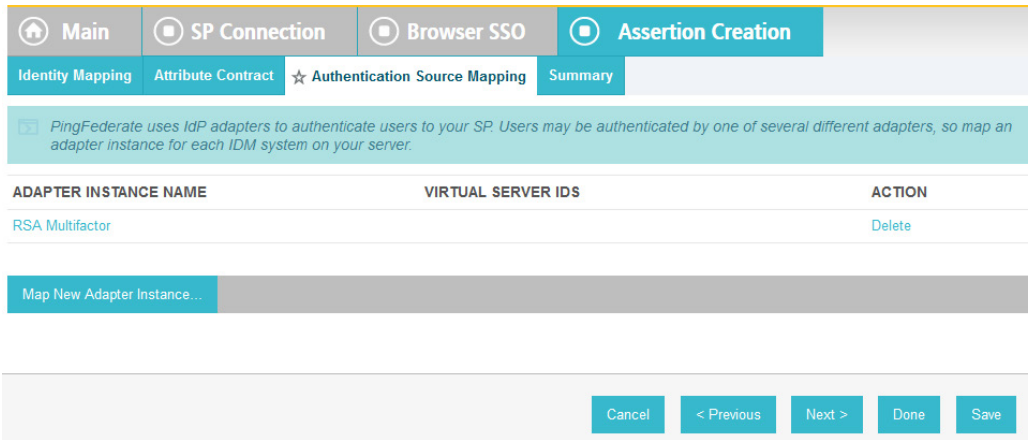 Main SP Connection Browser SSO Assertion Creation
Identity Mapping Attribute Contract Authentication Source Mapping Summary
PingFederate uses IdP adapters to authenticate users to your SP. Users may be authenticated by one of several different adapters, so map an
adapter instance for each IDM system on your server.
ADAPTER INSTANCE NAME VIRTUAL SERVER IDS ACTION
RSA Multifactor Delete
Map New Adapter Instance...
Cancel < Previous Next > Done Save